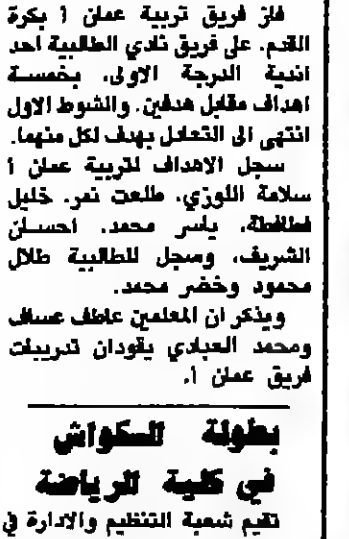 فاز فريق تربية عمان أ بكرة
القدم، على فريق نادي الطالبية احد
اندية الدرجة الاولى، بخمسة
اهداف مقابل هدفين. والشوط الاول
انتهى الى التعادل بهدف لكل منهما.
سجل الاهداف لتربية عمان أ
سلامة اللوزي، طلعت نمر، خليل
فطافطة، ياسر محمد، احسان
الشريف، وسجل للطالبية طلال
محمود وخضر محمد.
ويذكر ان المعلمين عاطف عساف
ومحمد العبادي يقودان تدريبات
فريق عمان أ.
بطولة للسكواش
في كلية الرياضة
تقيم شعبة التنظيم والادارة في